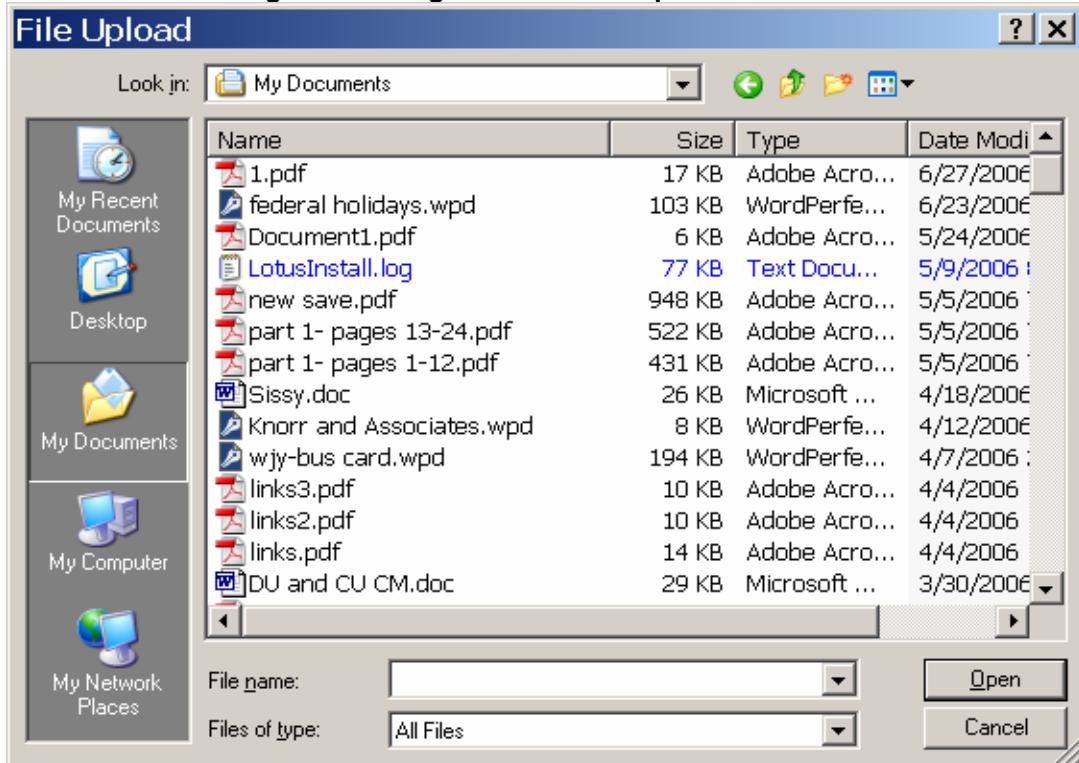 File Upload
Look in: My Documents
Name Size Type Date Modi
1.pdf 17 KB Adobe Acro... 6/27/2006
federal holidays.wpd 103 KB WordPerfe... 6/23/2006
Document1.pdf 6 KB Adobe Acro... 5/24/2006
LotusInstall.log 77 KB Text Docu... 5/9/2006
new save.pdf 948 KB Adobe Acro... 5/5/2006
part 1- pages 13-24.pdf 522 KB Adobe Acro... 5/5/2006
part 1- pages 1-12.pdf 431 KB Adobe Acro... 5/5/2006
Sissy.doc 26 KB Microsoft ... 4/18/2006
Knorr and Associates.wpd 8 KB WordPerfe... 4/12/2006
wjy-bus card.wpd 194 KB WordPerfe... 4/7/2006
links3.pdf 10 KB Adobe Acro... 4/4/2006
links2.pdf 10 KB Adobe Acro... 4/4/2006
links.pdf 14 KB Adobe Acro... 4/4/2006
DU and CU CM.doc 29 KB Microsoft ... 3/30/2006
My Recent
Documents
Desktop
My Documents
My Computer
My Network
Places
File name: Open
Files of type: All Files Cancel